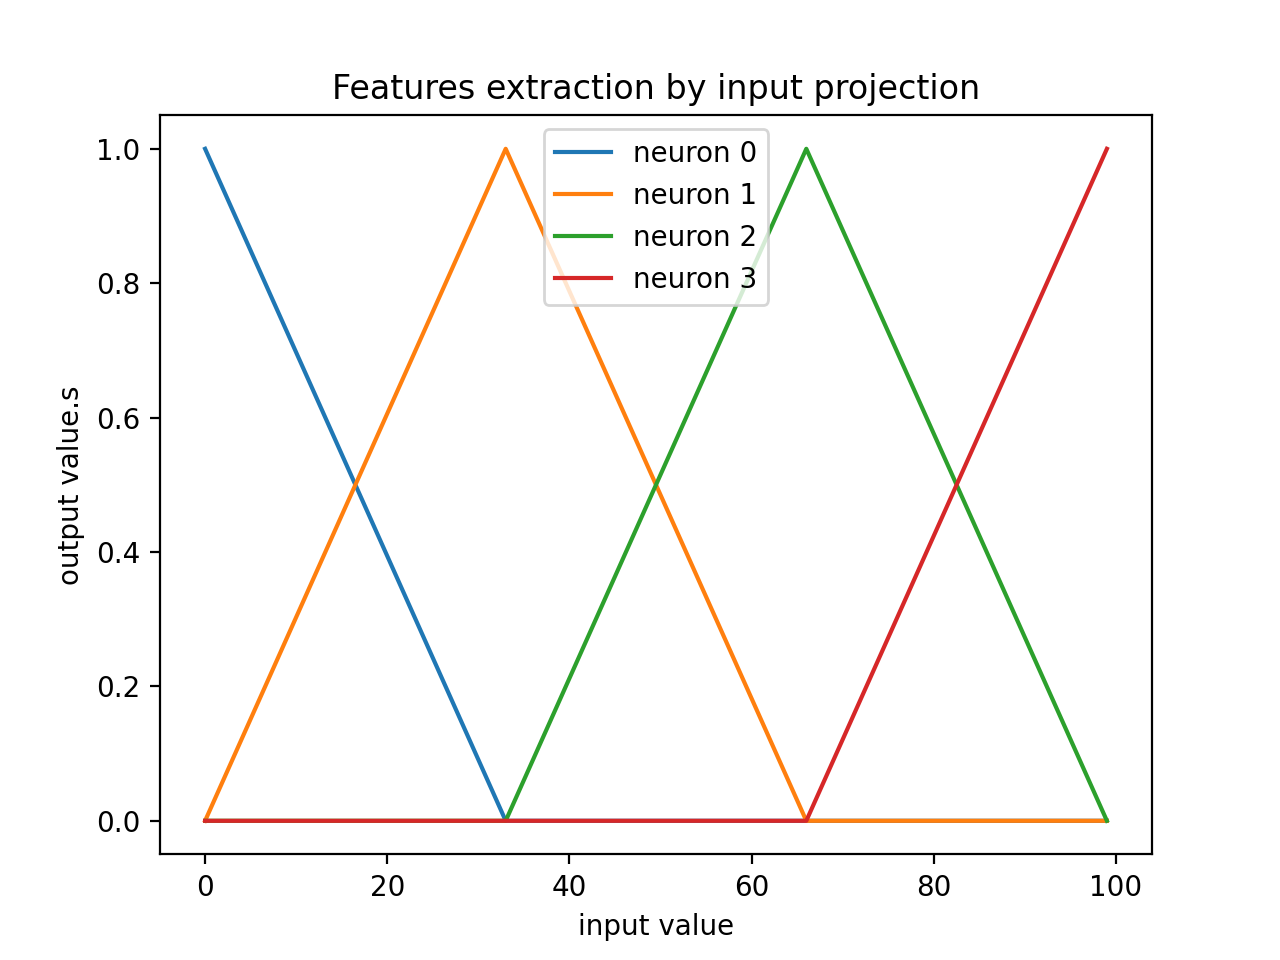 Features extraction by input projection
neuron 0
neuron 1
neuron 2
neuron 3
output value.s
1.0
0.8
0.6
0.4
0.2
0.0
0 20 40 60 80 100
input value